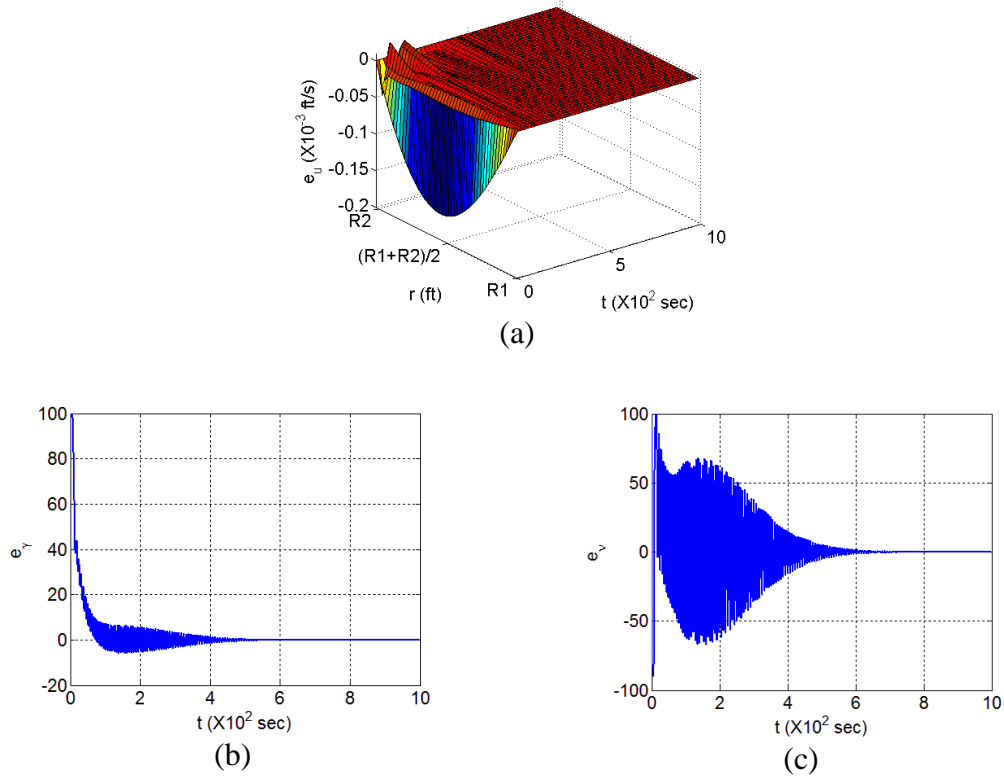 0
-0.05
-0.1
-0.15
-0.2
e_u (X10^-3 ft/s)
R2
(R1+R2)/2
R1
r (ft)
0
5
10
t (X10^2 sec)
(a)
100
80
60
40
20
0
-20
e_γ
0 2 4 6 8 10
t (X10^2 sec)
(b)
100
50
0
-50
-100
e_ν
0 2 4 6 8 10
t (X10^2 sec)
(c)